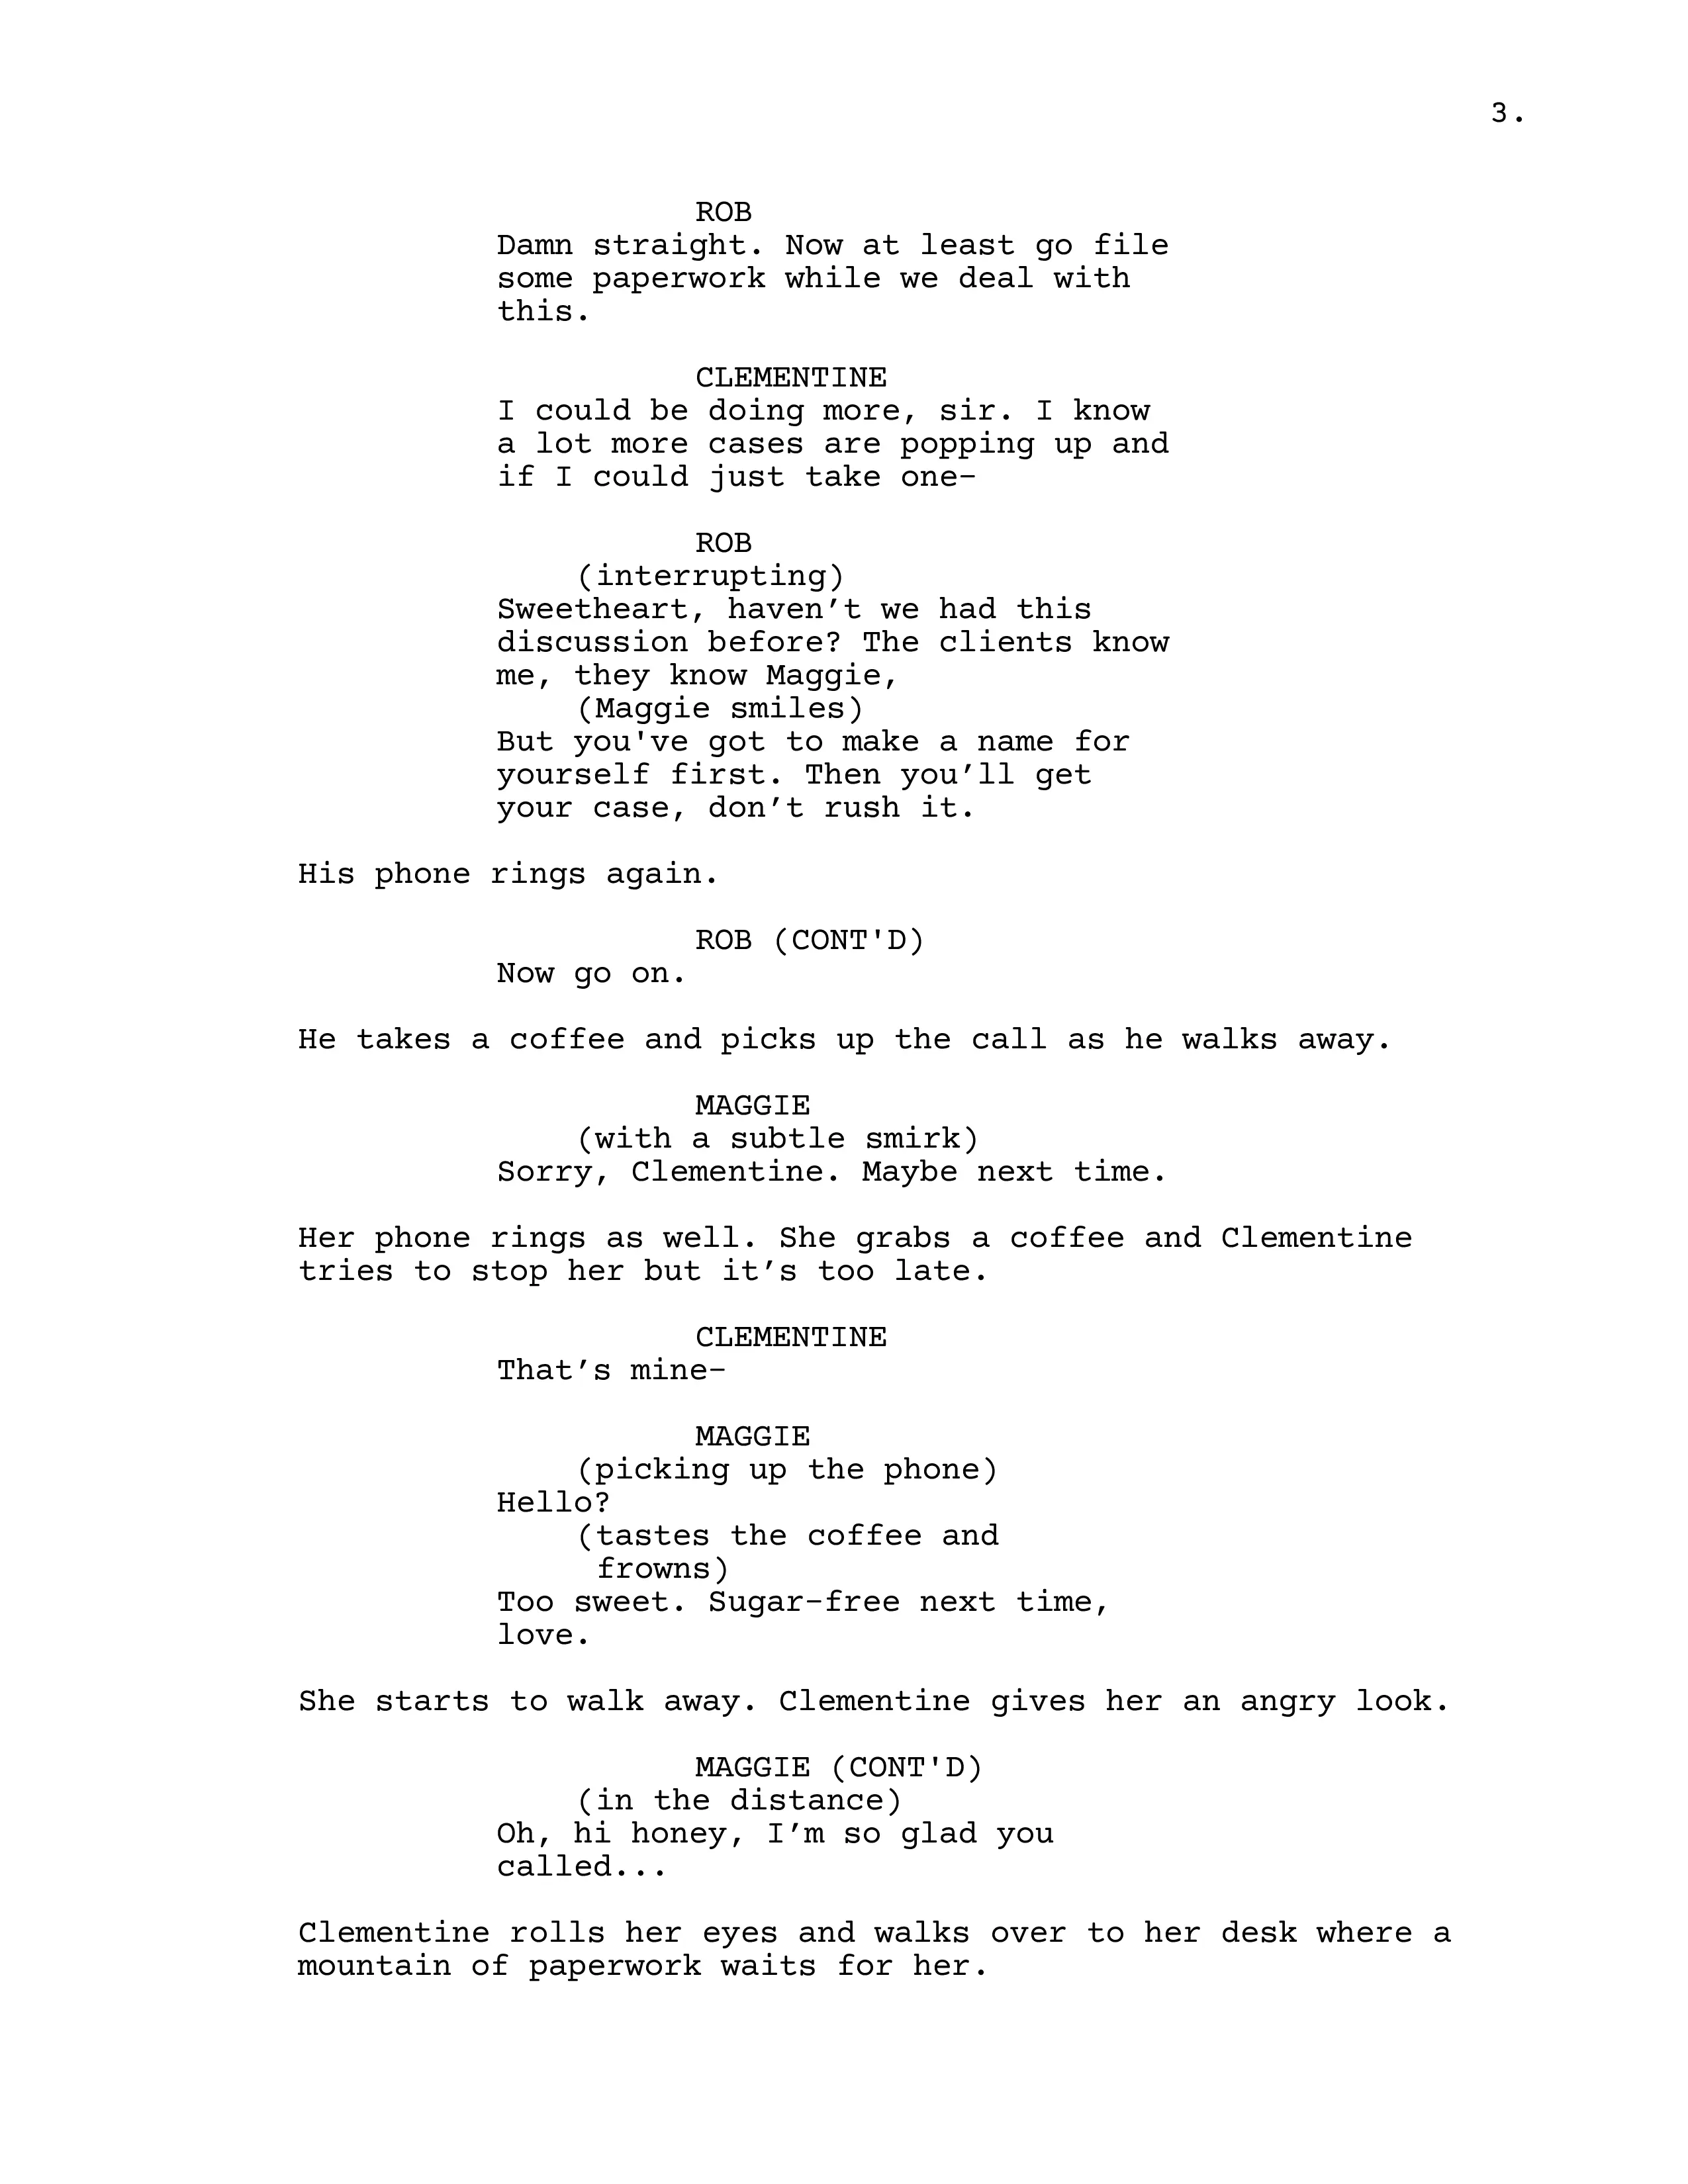 3.
ROB
Damn straight. Now at least go file
some paperwork while we deal with
this.
CLEMENTINE
I could be doing more, sir. I know
a lot more cases are popping up and
if I could just take one-
ROB
(interrupting)
Sweetheart, haven’t we had this
discussion before? The clients know
me, they know Maggie,
(Maggie smiles)
But you've got to make a name for
yourself first. Then you’ll get
your case, don’t rush it.
His phone rings again.
ROB (CONT'D)
Now go on.
He takes a coffee and picks up the call as he walks away.
MAGGIE
(with a subtle smirk)
Sorry, Clementine. Maybe next time.
Her phone rings as well. She grabs a coffee and Clementine
tries to stop her but it’s too late.
CLEMENTINE
That’s mine-
MAGGIE
(picking up the phone)
Hello?
(tastes the coffee and
frowns)
Too sweet. Sugar-free next time,
love.
She starts to walk away. Clementine gives her an angry look.
MAGGIE (CONT'D)
(in the distance)
Oh, hi honey, I’m so glad you
called...
Clementine rolls her eyes and walks over to her desk where a
mountain of paperwork waits for her.